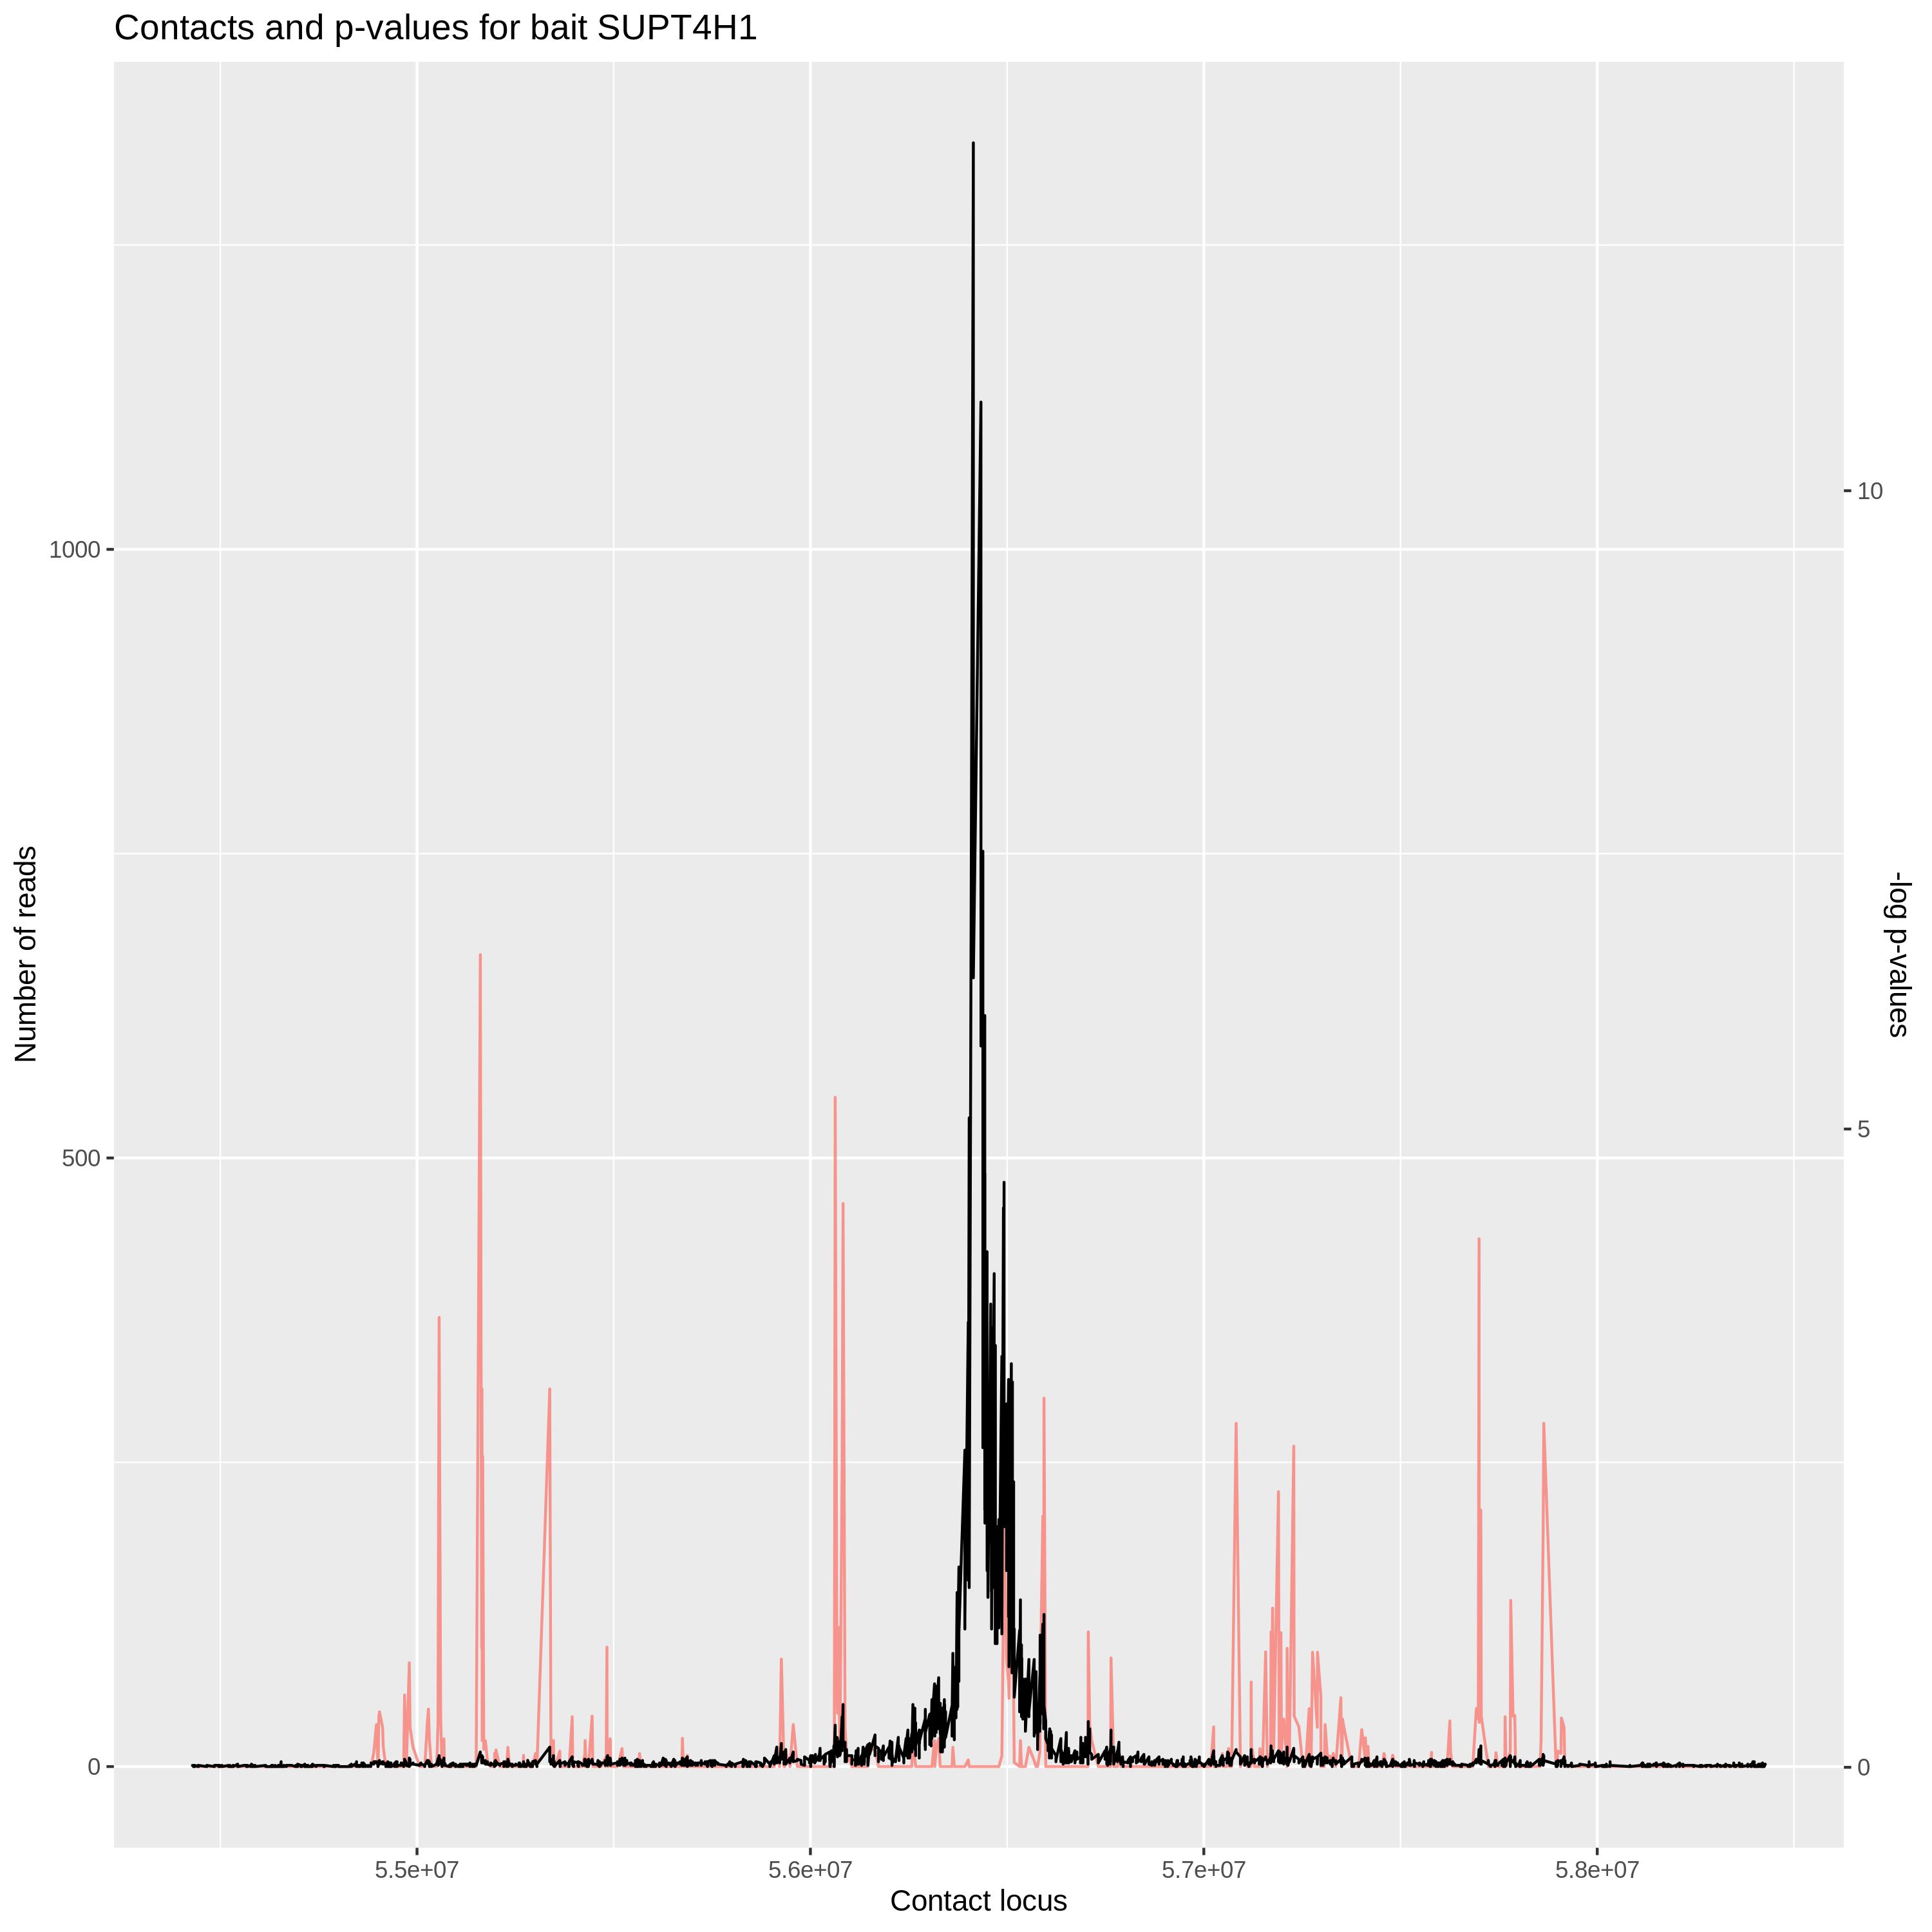 Contacts and p-values for bait SUPT4H1
Number of reads
1000
500
0
10
5
0
-log p-values
5.5e+07
5.6e+07
5.7e+07
5.8e+07
Contact locus